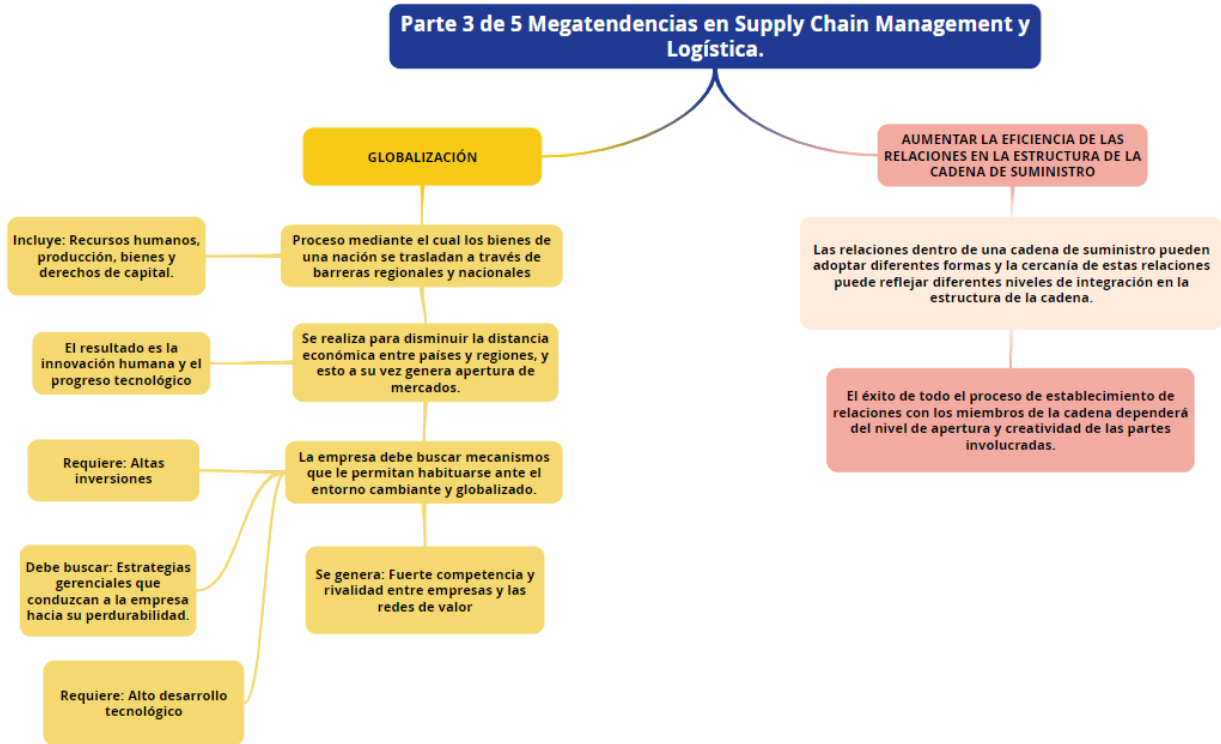 Parte 3 de 5 Megatendencias en Supply Chain Management y
Logística.
GLOBALIZACIÓN
Incluye: Recursos humanos,
producción, bienes y
derechos de capital.
Proceso mediante el cual los bienes de
una nación se trasladan a través de
barreras regionales y nacionales
El resultado es la
innovación humana y el
progreso tecnológico
Se realiza para disminuir la distancia
económica entre países y regiones, y
esto a su vez genera apertura de
mercados.
Requiere: Altas
inversiones
La empresa debe buscar mecanismos
que le permitan habituarse ante el
entorno cambiante y globalizado.
Debe buscar: Estrategias
gerenciales que
conduzcan a la empresa
hacia su perdurabilidad.
Se genera: Fuerte competencia y
rivalidad entre empresas y las
redes de valor
Requiere: Alto desarrollo
tecnológico
AUMENTAR LA EFICIENCIA DE LAS
RELACIONES EN LA ESTRUCTURA DE LA
CADENA DE SUMINISTRO
Las relaciones dentro de una cadena de suministro pueden
adoptar diferentes formas y la cercanía de estas relaciones
puede reflejar diferentes niveles de integración en la
estructura de la cadena.
El éxito de todo el proceso de establecimiento de
relaciones con los miembros de la cadena dependerá
del nivel de apertura y creatividad de las partes
involucradas.